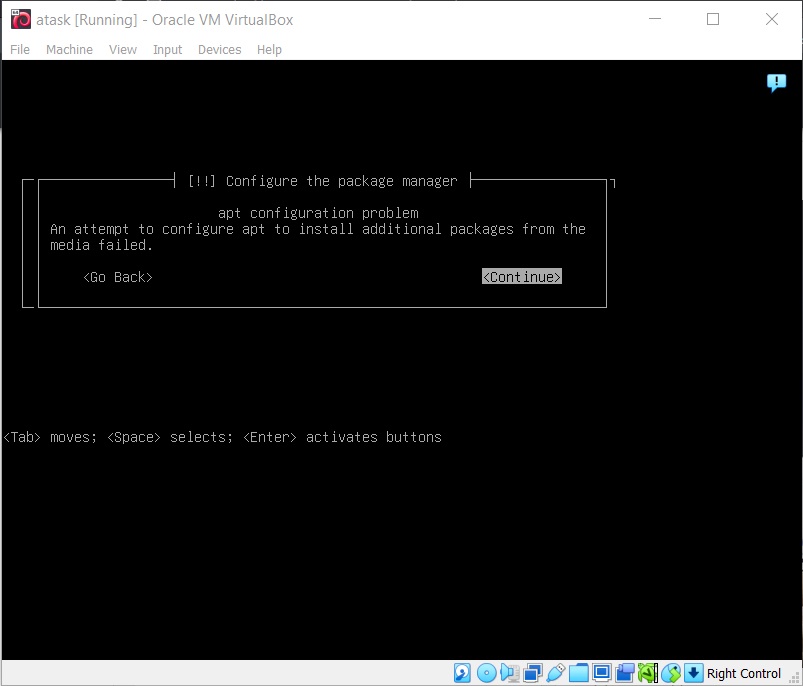 atask [Running] - Oracle VM VirtualBox
File Machine View Input Devices Help
[!!] Configure the package manager
apt configuration problem
An attempt to configure apt to install additional packages from the
media failed.
<Go Back> <Continue>
<Tab> moves; <Space> selects; <Enter> activates buttons
Right Control